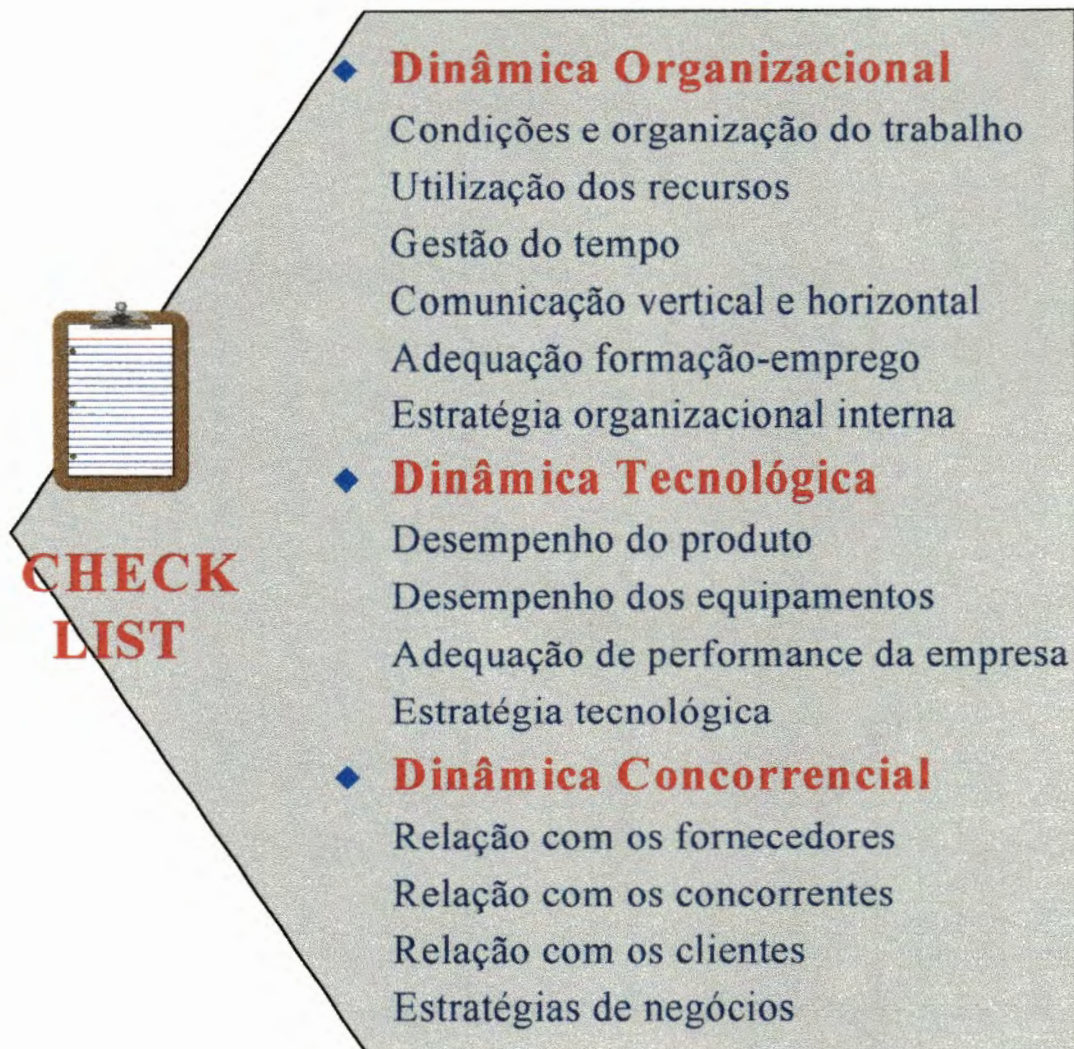 Dinâmica Organizacional
Condições e organização do trabalho
Utilização dos recursos
Gestão do tempo
Comunicação vertical e horizontal
Adequação formação-emprego
Estratégia organizacional interna
Dinâmica Tecnológica
Desempenho do produto
Desempenho dos equipamentos
Adequação de performance da empresa
Estratégia tecnológica
Dinâmica Concorrencial
Relação com os fornecedores
Relação com os concorrentes
Relação com os clientes
Estratégias de negócios
CHECK
LIST